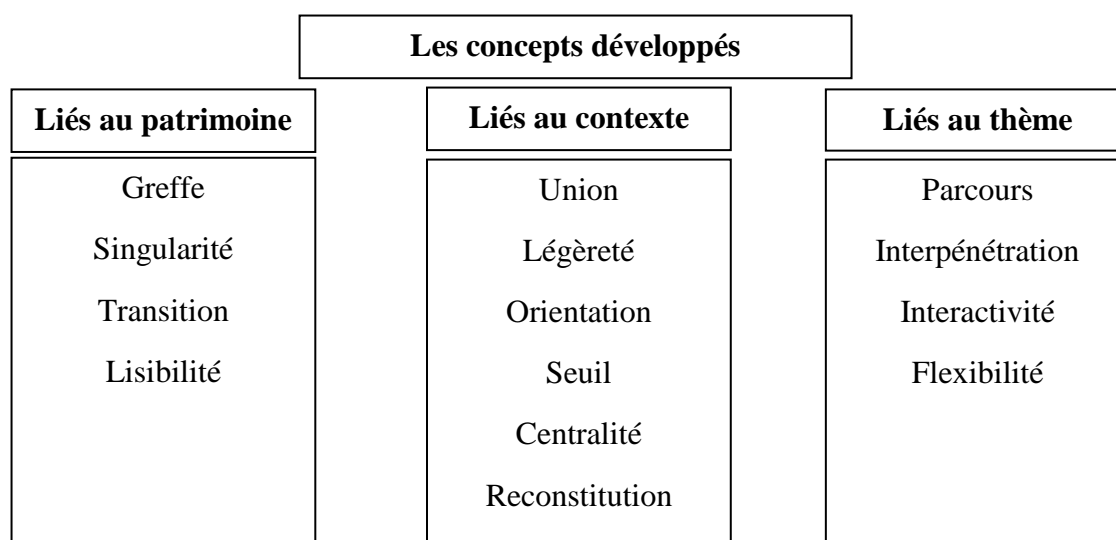 Les concepts développés
Liés au patrimoine
Greffe
Singularité
Transition
Lisibilité
Liés au contexte
Union
Légèreté
Orientation
Seuil
Centralité
Reconstitution
Liés au thème
Parcours
Interpénétration
Interactivité
Flexibilité